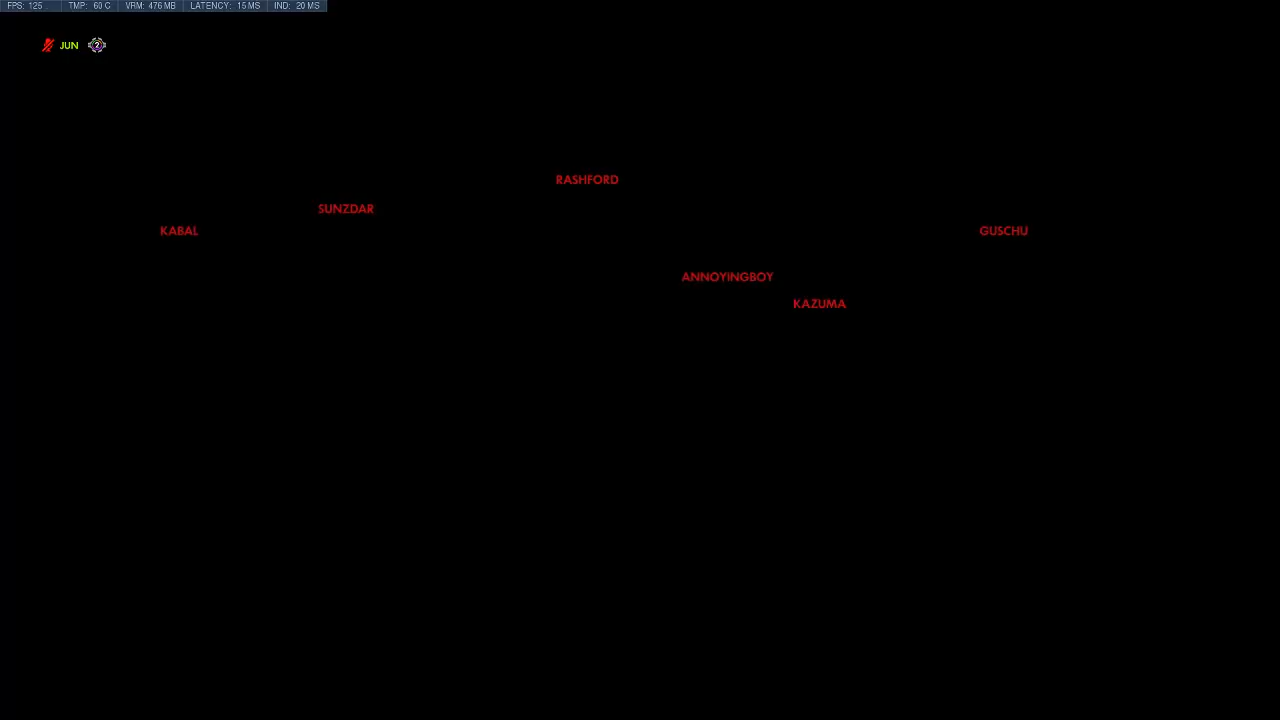 FPS: 125 TMP: 60 C VRM: 476 MB LATENCY: 15 MS IND: 20 MS
JUN
RASHFORD
SUNZDAR
KABAL
GUSCHU
ANNOYINGBOY
KAZUMA